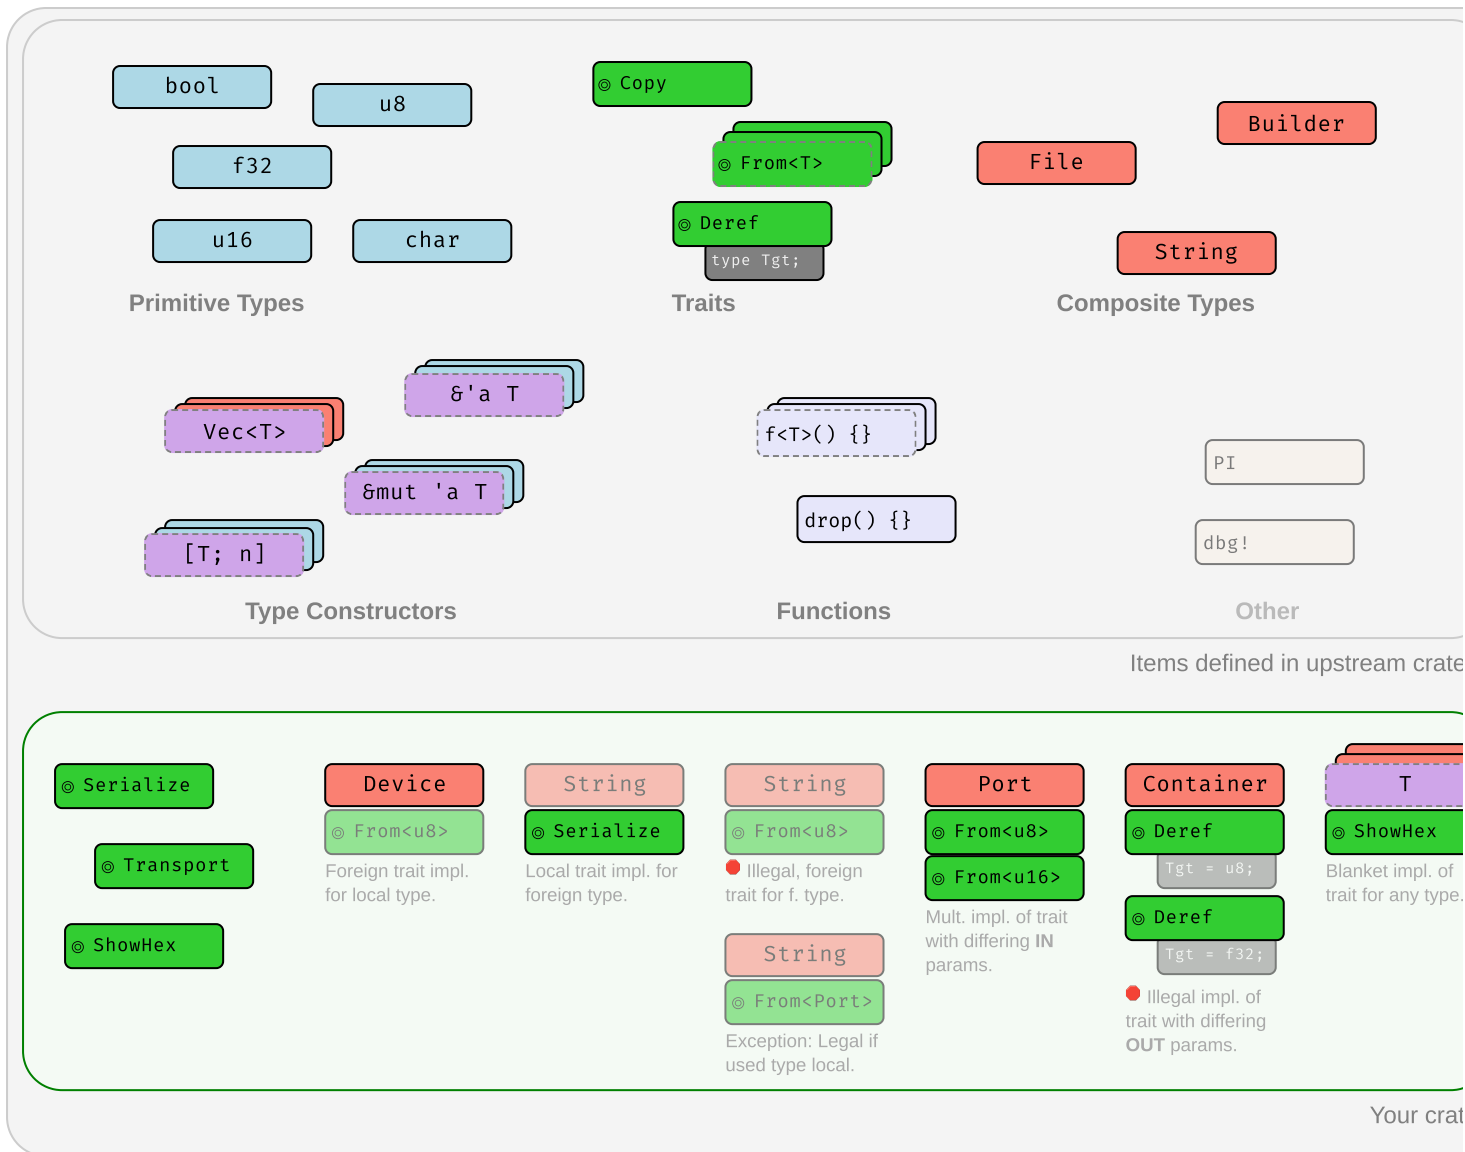 bool
u8
f32
u16
char
Primitive Types
⌾ Copy
⌾ From<T>
⌾ Deref
type Tgt;
Traits
File
Builder
String
Composite Types
Vec<T>
&'a T
&mut 'a T
[T; n]
Type Constructors
f<T>() {}
drop() {}
Functions
PI
dbg!
Other
Items defined in upstream crate
⌾ Serialize
⌾ Transport
⌾ ShowHex
Device
⌾ From<u8>
Foreign trait impl.
for local type.
String
⌾ Serialize
Local trait impl. for
foreign type.
String
⌾ From<u8>
🛑 Illegal, foreign
trait for f. type.
String
⌾ From<Port>
Exception: Legal if
used type local.
Port
⌾ From<u8>
⌾ From<u16>
Mult. impl. of trait
with differing IN
params.
Container
⌾ Deref
Tgt = u8;
⌾ Deref
Tgt = f32;
🛑 Illegal impl. of
trait with differing
OUT params.
T
⌾ ShowHex
Blanket impl. of
trait for any type.
Your crat